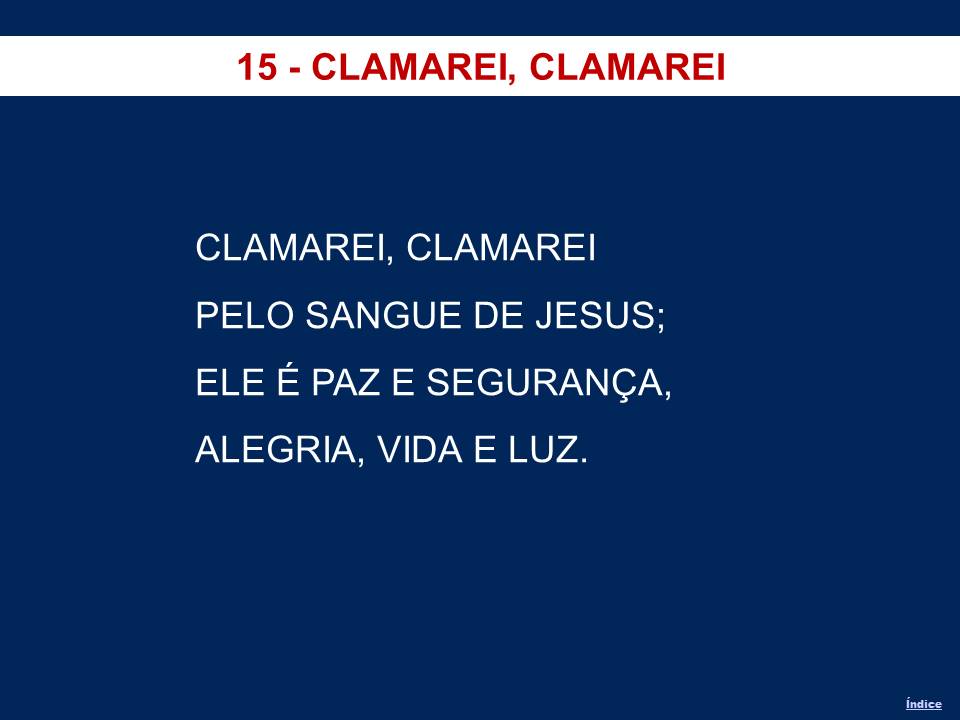 15 - CLAMAREI, CLAMAREI
CLAMAREI, CLAMAREI
PELO SANGUE DE JESUS;
ELE É PAZ E SEGURANÇA,
ALEGRIA, VIDA E LUZ.
Índice